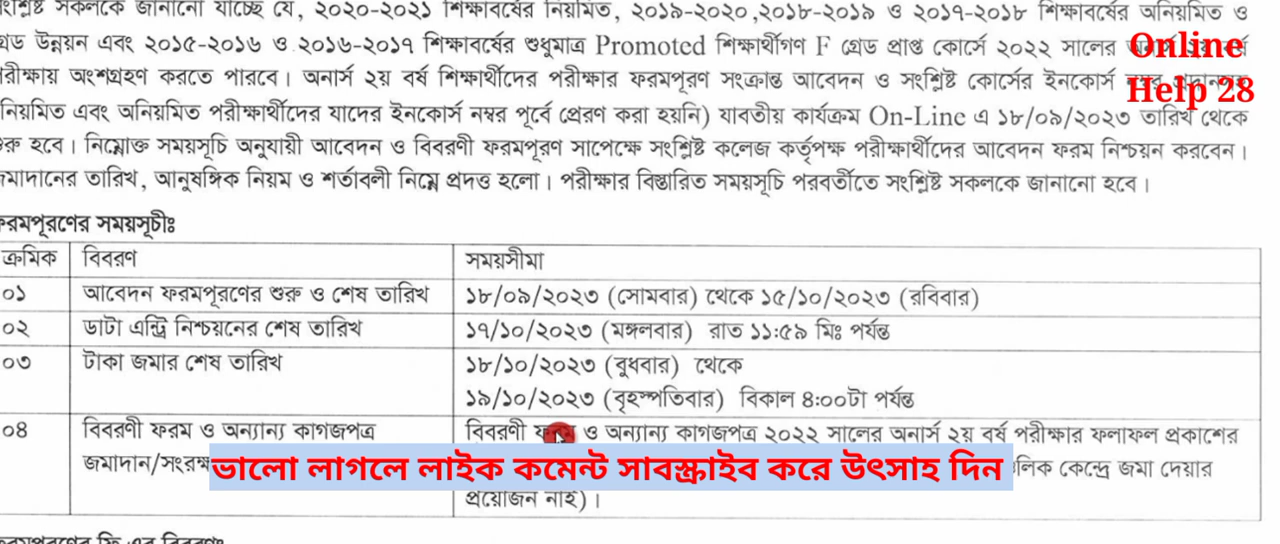 সংশ্লিষ্ট সকলকে জানানো যাচ্ছে যে, ২০২০-২০২১ শিক্ষাবর্ষের নিয়মিত, ২০১৯-২০২০,২০১৮-২০১৯ ও ২০১৭-২০১৮ শিক্ষাবর্ষের অনিয়মিত ও
গ্রেড উন্নয়ন এবং ২০১৫-২০১৬ ও ২০১৬-২০১৭ শিক্ষাবর্ষের শুধুমাত্র Promoted শিক্ষার্থীগণ F গ্রেড প্রাপ্ত কোর্সে ২০২২ সালের
পরীক্ষায় অংশগ্রহণ করতে পারবে। অনার্স ২য় বর্ষ শিক্ষার্থীদের পরীক্ষার ফরমপূরণ সংক্রান্ত আবেদন ও সংশ্লিষ্ট কোর্সের ইনকোর্স
Online
Help 28
(নিয়মিত এবং অনিয়মিত পরীক্ষার্থীদের যাদের ইনকোর্স নম্বর পূর্বে প্রেরণ করা হয়নি) যাবতীয় কার্যক্রম On-Line এ ১৮/০৯/২০২৩ তারিখ থেকে
শুরু হবে। নিম্নোক্ত সময়সূচি অনুযায়ী আবেদন ও বিবরণী ফরমপূরণ সাপেক্ষে সংশ্লিষ্ট কলেজ কর্তৃপক্ষ পরীক্ষার্থীদের আবেদন ফরম নিশ্চয়ন করবেন।
জমাদানের তারিখ, আনুষঙ্গিক নিয়ম ও শর্তাবলী নিম্নে প্রদত্ত হলো। পরীক্ষার বিস্তারিত সময়সূচি পরবর্তীতে সংশ্লিষ্ট সকলকে জানানো হবে।
ফরমপূরণের সময়সূচীঃ
ক্রমিক বিবরণ সময়সীমা
০১ আবেদন ফরমপূরণের শুরু ও শেষ তারিখ ১৮/০৯/২০২৩ (সোমবার) থেকে ১৫/১০/২০২৩ (রবিবার)
০২ ডাটা এন্ট্রি নিশ্চয়নের শেষ তারিখ ১৭/১০/২০২৩ (মঙ্গলবার) রাত ১১:৫৯ মিঃ পর্যন্ত
০৩ টাকা জমার শেষ তারিখ ১৮/১০/২০২৩ (বুধবার) থেকে
১৯/১০/২০২৩ (বৃহস্পতিবার) বিকাল ৪:০০টা পর্যন্ত
০৪ বিবরণী ফরম ও অন্যান্য কাগজপত্র বিবরণী ফরম ও অন্যান্য কাগজপত্র ২০২২ সালের অনার্স ২য় বর্ষ পরীক্ষার ফলাফল প্রকাশের
জমাদান/সংরক্ষ কেন্দ্রে জমা দেয়ার
ভালো লাগলে লাইক কমেন্ট সাবস্ক্রাইব করে উৎসাহ দিন
প্রয়োজন নাই)।
ফরমপূরণের ফি এর বিবরণঃ